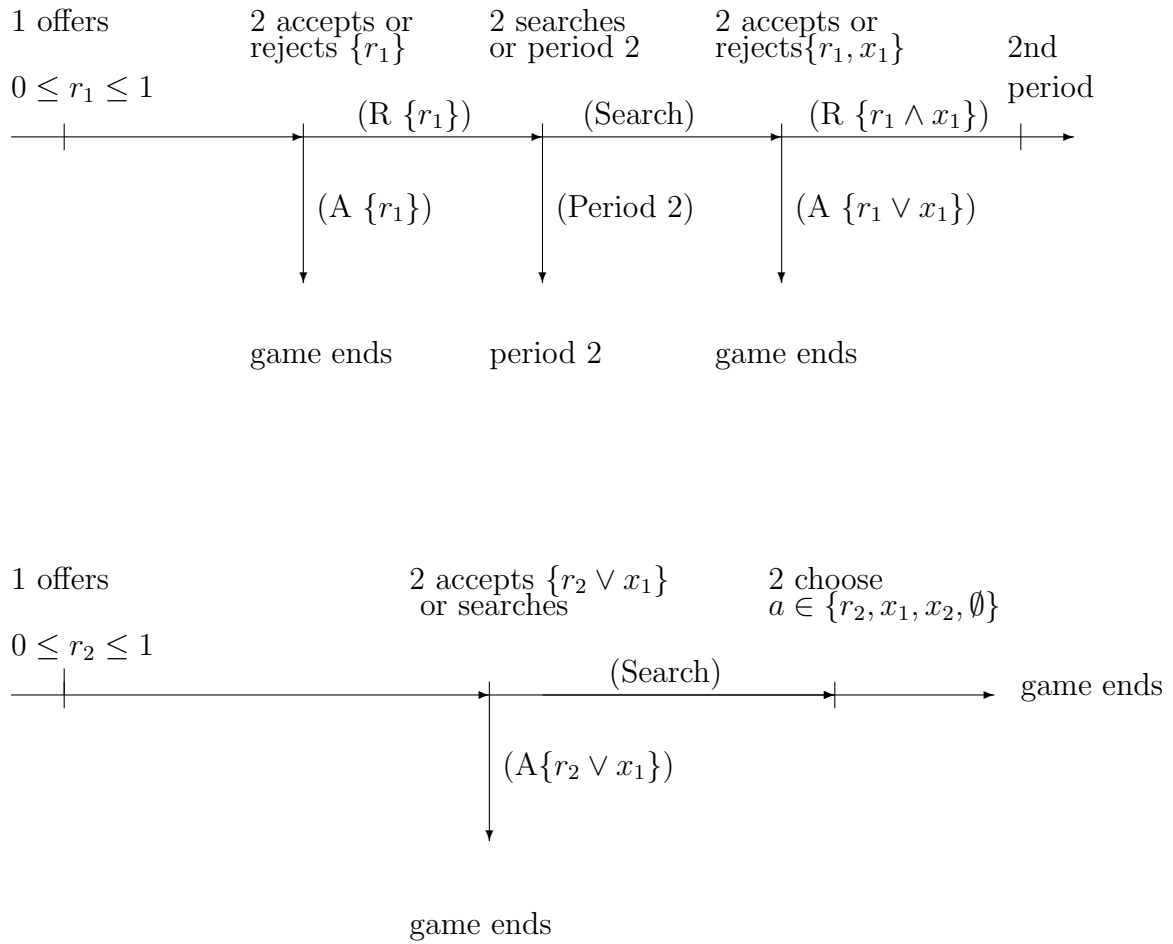 1 offers
0 ≤ r₁ ≤ 1
2 accepts or
rejects {r₁}
2 searches
or period 2
2 accepts or
rejects{r₁, x₁}
2nd
period
(R {r₁})
(Search)
(R {r₁ ∧ x₁})
(A {r₁})
(Period 2)
(A {r₁ ∨ x₁})
game ends
period 2
game ends
1 offers
0 ≤ r₂ ≤ 1
2 accepts {r₂ ∨ x₁}
or searches
2 choose
a ∈ {r₂, x₁, x₂, ∅}
(Search)
game ends
(A{r₂ ∨ x₁})
game ends